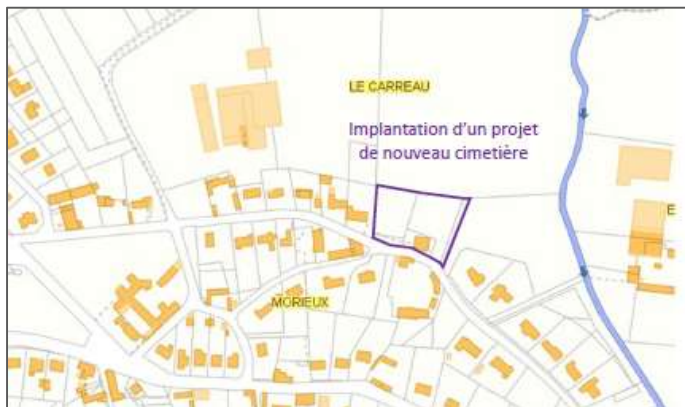 LE CARREAU
Implantation d'un projet
de nouveau cimetière
E
MORIEUX